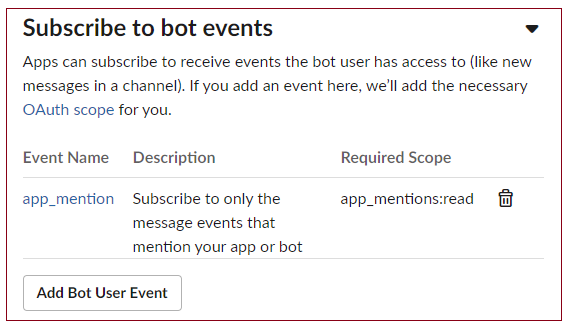 Subscribe to bot events
Apps can subscribe to receive events the bot user has access to (like new
messages in a channel). If you add an event here, we’ll add the necessary
OAuth scope for you.
Event Name Description Required Scope
app_mention Subscribe to only the app_mentions:read
message events that
mention your app or bot
Add Bot User Event